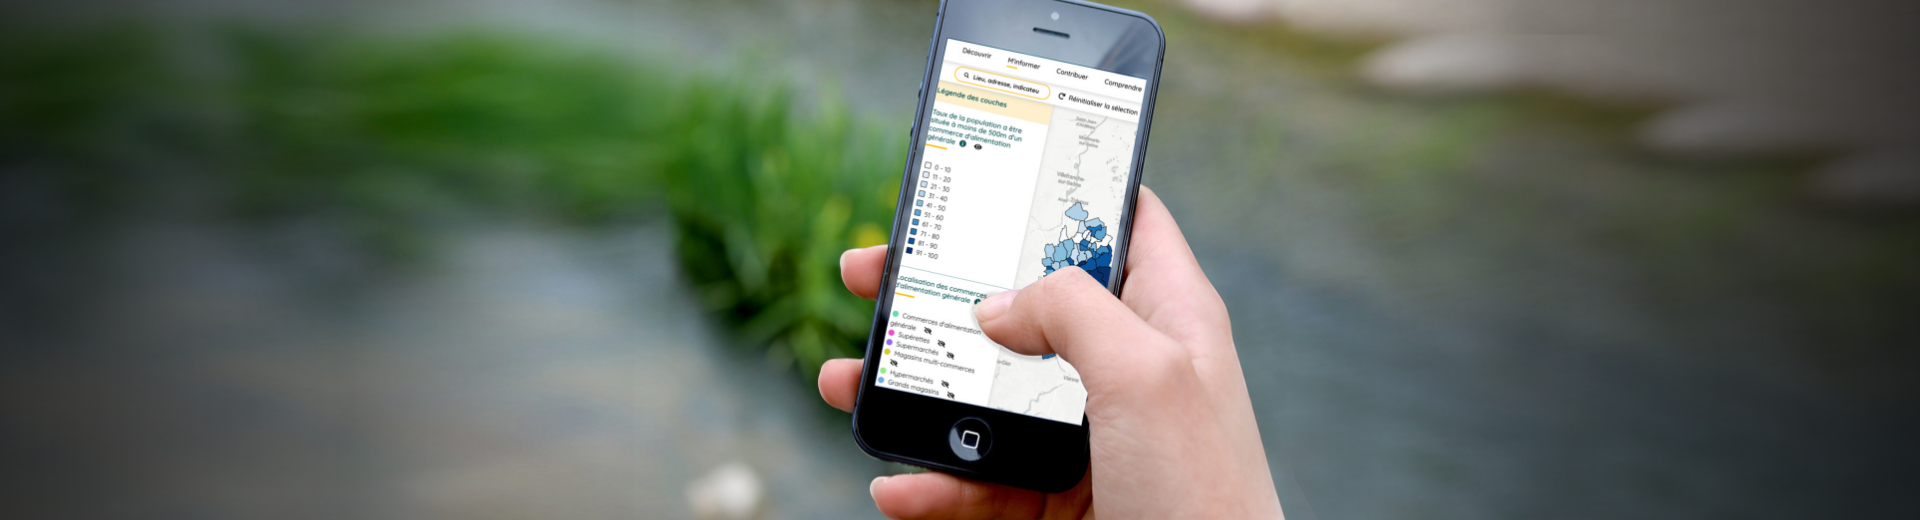 Découvrir
M'informer
Contribuer
Comprendre
Lieu, adresse, indicateu
Réinitialiser la sélection
Légende des couches
Taux de la population a être
située à moins de 500m d'un
commerce d'alimentation
générale
0 - 10
11 - 20
21 - 30
31 - 40
41 - 50
51 - 60
61 - 70
71 - 80
81 - 90
91 - 100
Localisation des commerces
d'alimentation générale
Commerces d'alimentation
générale
Supérettes
Supermarchés
Magasins multi-commerces
Hypermarchés
Grands magasins
Villefranche-
sur-Saône
Vienne